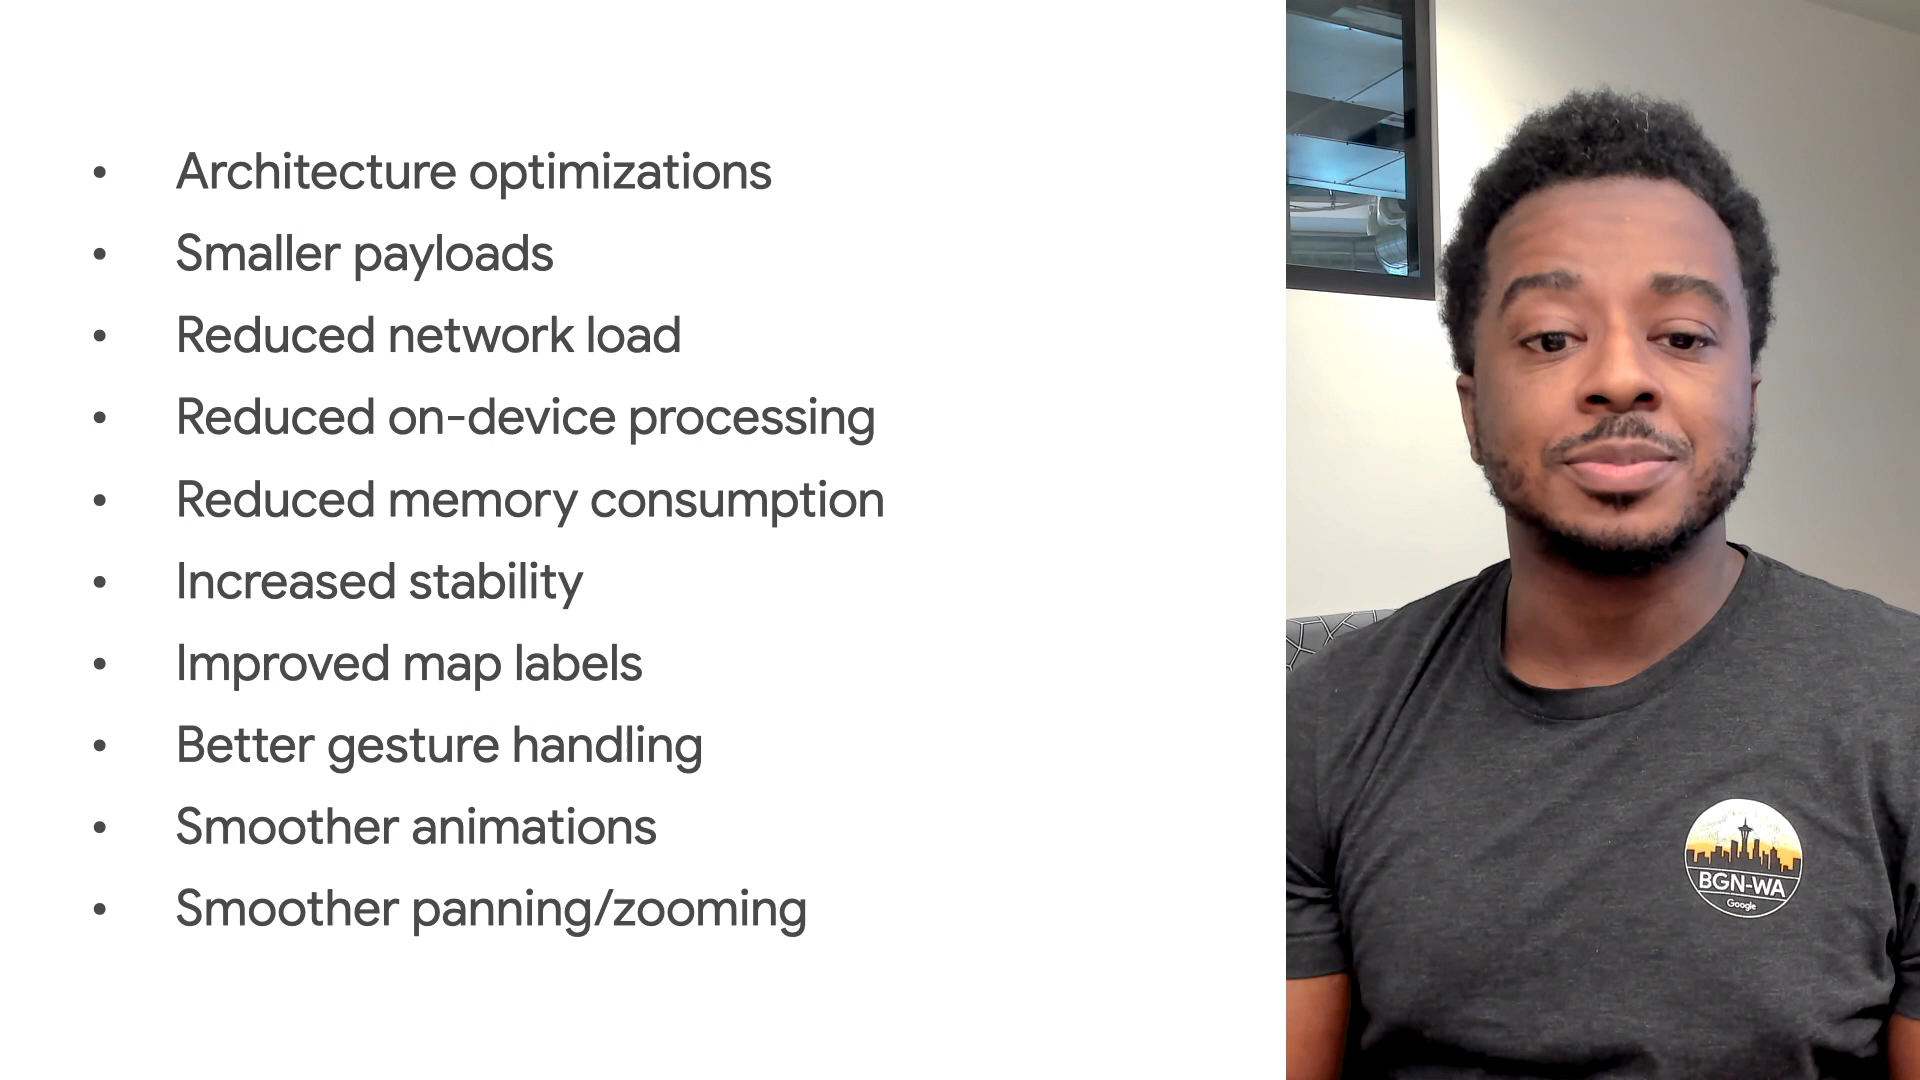 • Architecture optimizations
• Smaller payloads
• Reduced network load
• Reduced on-device processing
• Reduced memory consumption
• Increased stability
• Improved map labels
• Better gesture handling
• Smoother animations
• Smoother panning/zooming
BGN-WA
Google